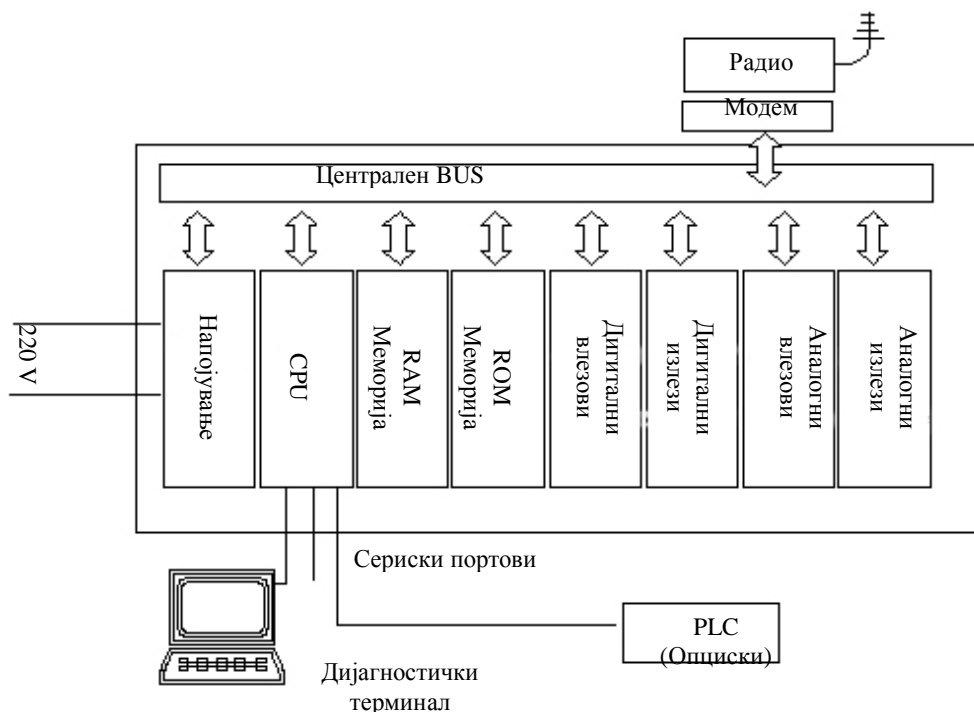 Радио
Модем
Централен BUS
220 V
Напојување
CPU
RAM
Меморија
ROM
Меморија
Дигитални
влезови
Дигитални
излези
Аналогни
влезови
Аналогни
излези
Сериски портови
PLC
(Опциски)
Дијагностички
терминал